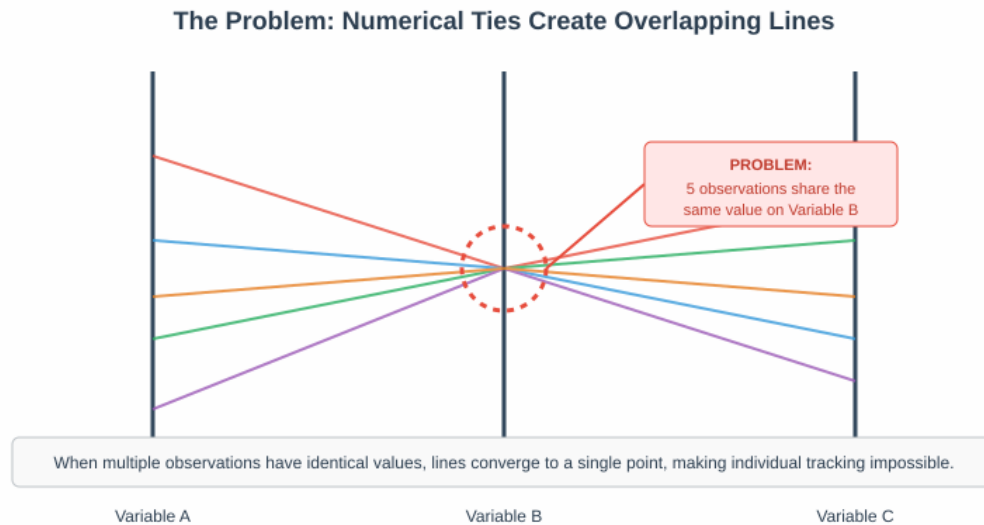 The Problem: Numerical Ties Create Overlapping Lines
PROBLEM:
5 observations share the
same value on Variable B
When multiple observations have identical values, lines converge to a single point, making individual tracking impossible.
Variable A
Variable B
Variable C